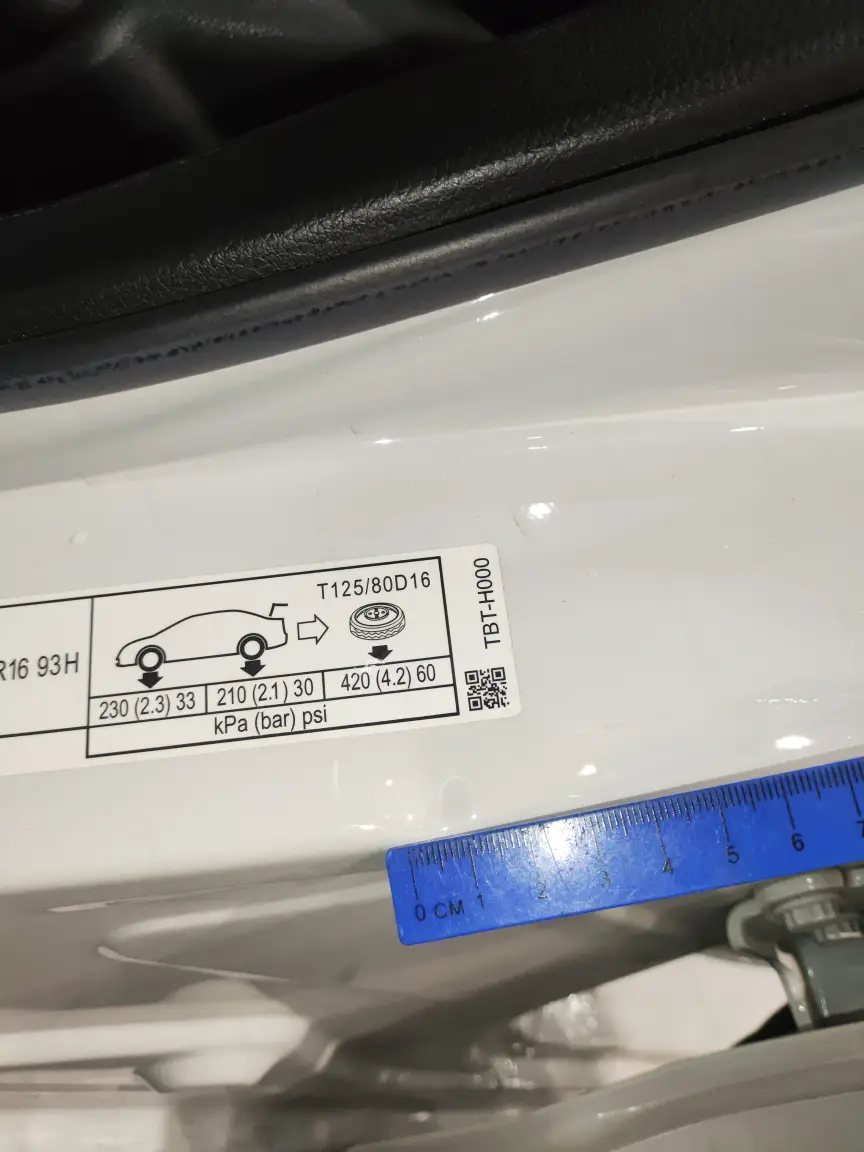 R16 93H
T125/80D16
230 (2.3) 33
210 (2.1) 30
420 (4.2) 60
kPa (bar) psi
TBT-H000
0 CM 1 2 3 4 5 6 7